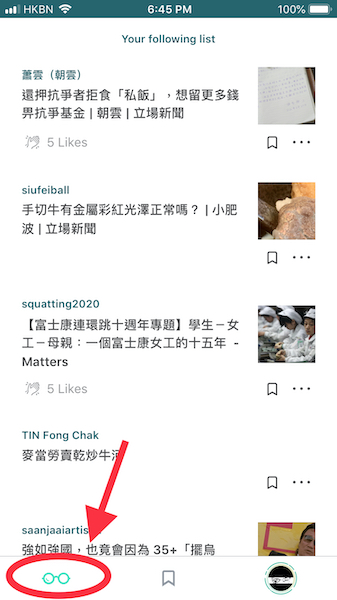 HKBN 6:45 PM 100%
Your following list
蕭雲（朝雲）
還押抗爭者拒食「私飯」，想留更多錢
畀抗爭基金 | 朝雲 | 立場新聞
5 Likes
siufeiball
手切牛有金屬彩紅光澤正常嗎？ | 小肥
波 | 立場新聞
squatting2020
【富士康連環跳十週年專題】學生－女
工－母親：一個富士康女工的十五年 -
Matters
5 Likes
TIN Fong Chak
麥當勞賣乾炒牛河
saanjaaiartis
強如強國，也竟會因為 35+「擺烏